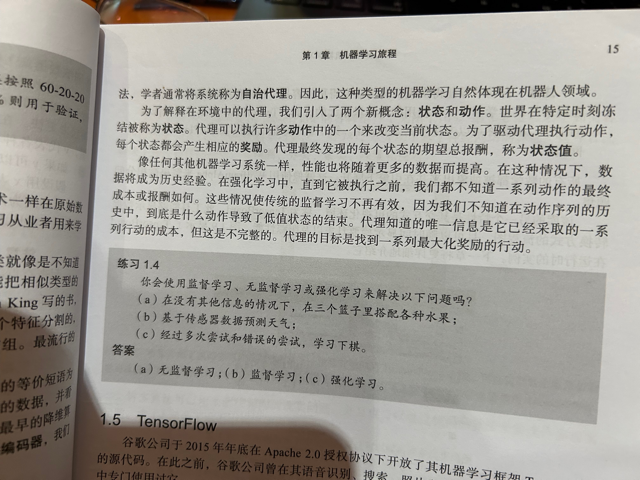 按照 60-20-20
则用于验证,
术一样在原始数
习从业者用来学
就像是不知道
能把相似类型的
King 写的书,
个特征分割的,
组。最流行的
的等价短语为
的数据,并着
最早的降维算
编码器,我们
第 1 章 机器学习旅程 15
法,学者通常将系统称为自治代理。因此,这种类型的机器学习自然体现在机器人领域。
为了解释在环境中的代理,我们引入了两个新概念:状态和动作。世界在特定时刻冻
结被称为状态。代理可以执行许多动作中的一个来改变当前状态。为了驱动代理执行动作,
每个状态都会产生相应的奖励。代理最终发现的每个状态的期望总报酬,称为状态值。
像任何其他机器学习系统一样,性能也将随着更多的数据而提高。在这种情况下,数
据将成为历史经验。在强化学习中,直到它被执行之前,我们都不知道一系列动作的最终
成本或报酬如何。这些情况使传统的监督学习不再有效,因为我们不知道在动作序列的历
史中,到底是什么动作导致了低值状态的结束。代理知道的唯一信息是它已经采取的一系
列行动的成本,但这是不完整的。代理的目标是找到一系列最大化奖励的行动。
练习 1.4
你会使用监督学习、无监督学习或强化学习来解决以下问题吗?
(a) 在没有其他信息的情况下,在三个篮子里搭配各种水果;
(b) 基于传感器数据预测天气;
(c) 经过多次尝试和错误的尝试,学习下棋。
答案
(a) 无监督学习;(b) 监督学习;(c) 强化学习。
1.5 TensorFlow
谷歌公司于 2015 年年底在 Apache 2.0 授权协议下开放了其机器学习框架
的源代码。在此之前,谷歌公司曾在其语音识别、搜索、
中专门使用过它